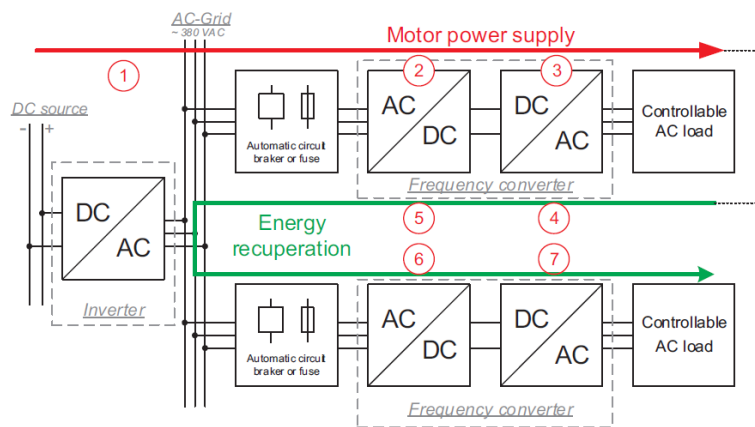 AC-Grid
~ 380 VAC
Motor power supply
1
2
3
DC source
- +
AC
DC
DC
AC
Controllable
AC load
Automatic circuit
braker or fuse
Frequency converter
DC
AC
Inverter
Energy
recuperation
5
4
6
7
AC
DC
DC
AC
Controllable
AC load
Automatic circuit
braker or fuse
Frequency converter